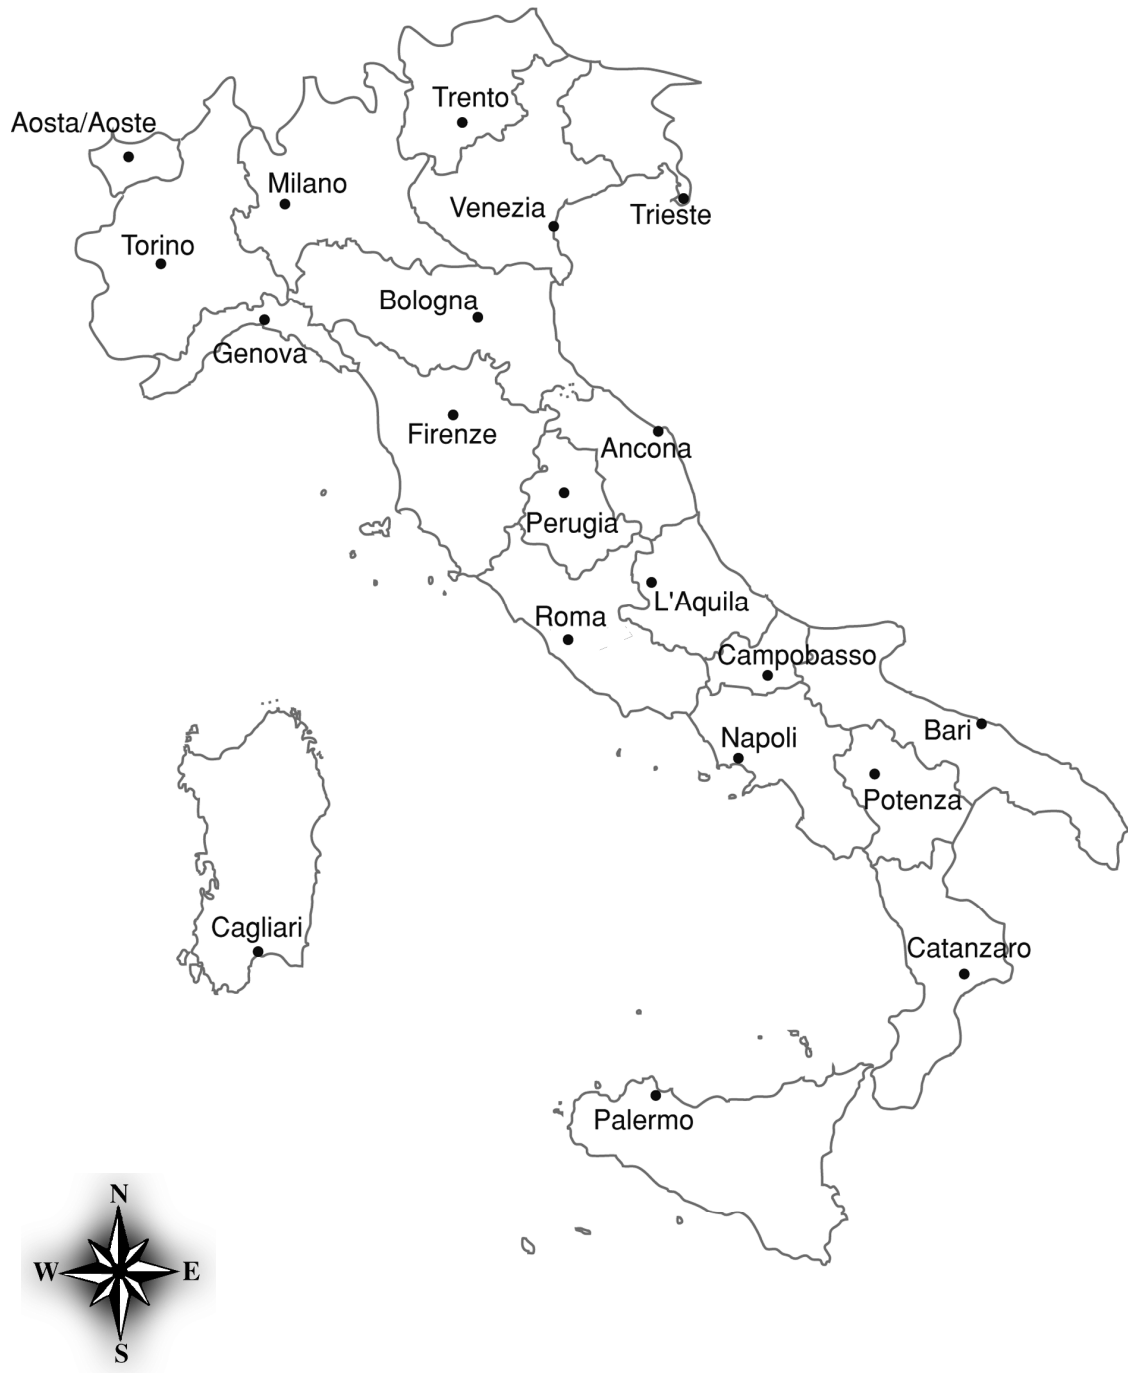 Trento
Aosta/Aoste
Milano
Venezia
Trieste
Torino
Bologna
Genova
Firenze
Ancona
Perugia
L'Aquila
Roma
Campobasso
Bari
Napoli
Potenza
Cagliari
Catanzaro
Palermo
N
W E
S